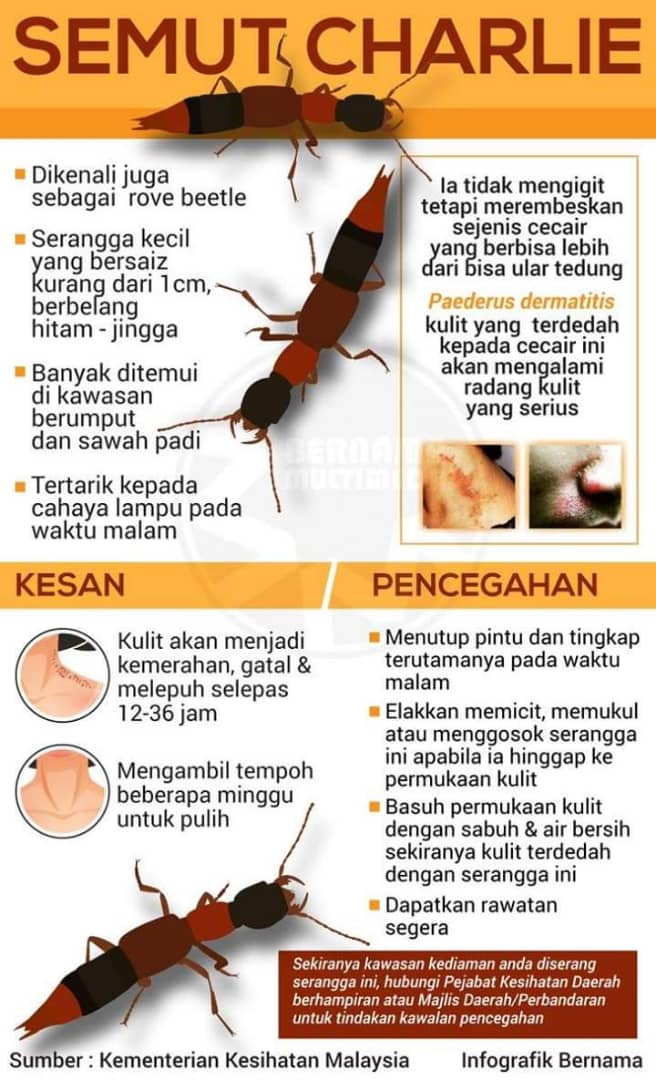 SEMUT CHARLIE
Dikenali juga
sebagai rove beetle
Serangga kecil
yang bersaiz
kurang dari 1cm,
berbelang
hitam - jingga
Banyak ditemui
di kawasan
berumput
dan sawah padi
Tertarik kepada
cahaya lampu pada
waktu malam
Ia tidak mengigit
tetapi merembeskan
sejenis cecair
yang berbisa lebih
dari bisa ular tedung
Paederus dermatitis
kulit yang terdedah
kepada cecair ini
akan mengalami
radang kulit
yang serius
KESAN
Kulit akan menjadi
kemerahan, gatal &
melepuh selepas
12-36 jam
Mengambil tempoh
beberapa minggu
untuk pulih
PENCEGAHAN
Menutup pintu dan tingkap
terutamanya pada waktu
malam
Elakkan memicit, memukul
atau menggosok serangga
ini apabila ia hinggap ke
permukaan kulit
Basuh permukaan kulit
dengan sabuh & air bersih
sekiranya kulit terdedah
dengan serangga ini
Dapatkan rawatan
segera
Sekiranya kawasan kediaman anda diserang
serangga ini, hubungi Pejabat Kesihatan Daerah
berhampiran atau Majlis Daerah/Perbandaran
untuk tindakan kawalan pencegahan
Sumber : Kementerian Kesihatan Malaysia
Infografik Bernama